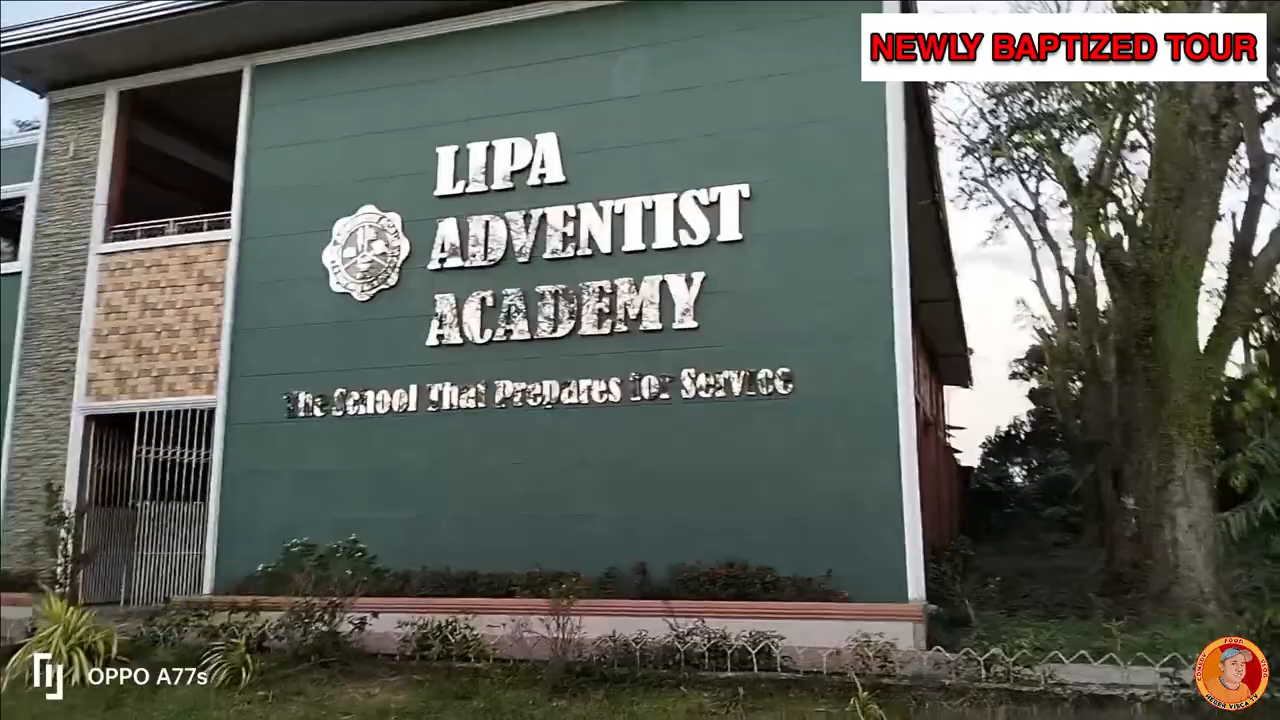 NEWLY BAPTIZED TOUR
LIPA
ADVENTIST
ACADEMY
The School That Prepares for Service
OPPO A77s